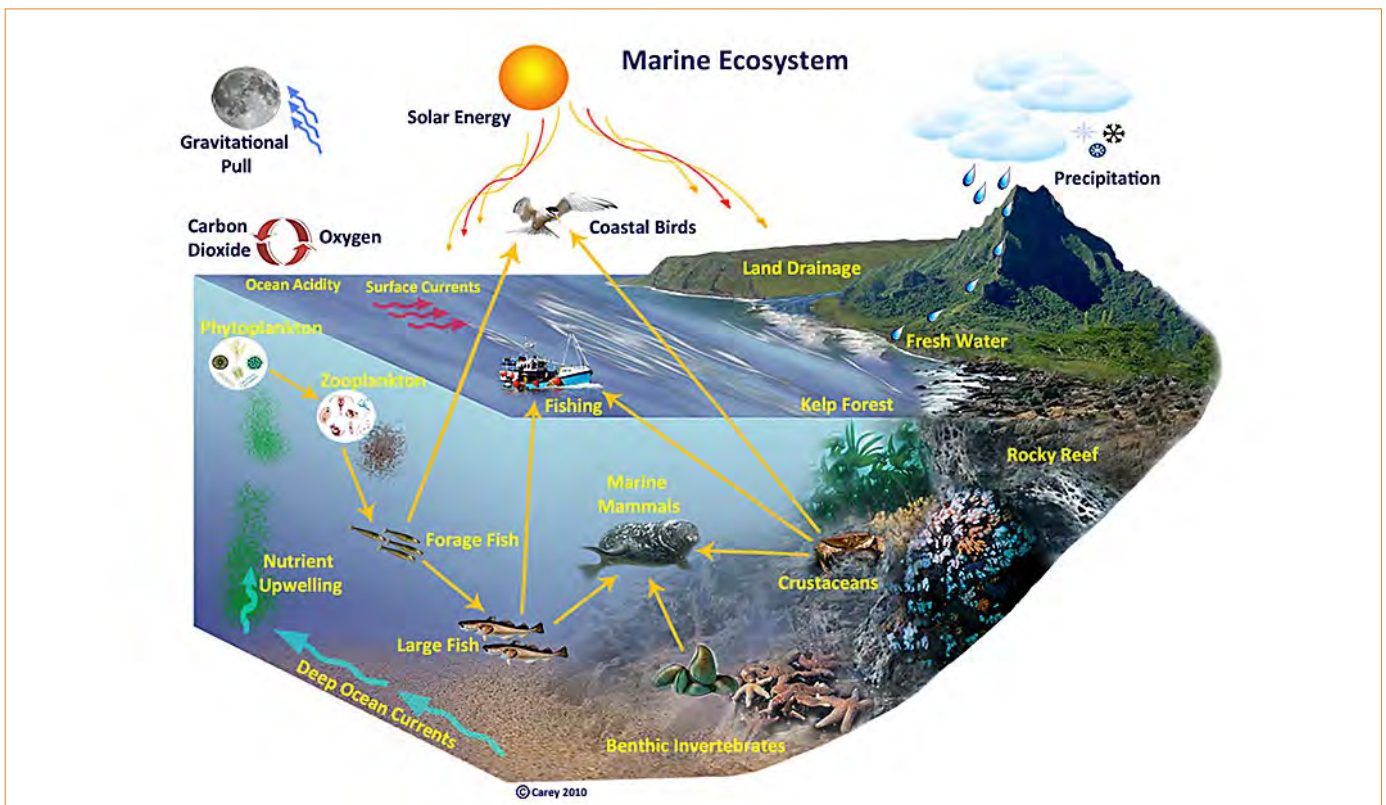 Marine Ecosystem
Solar Energy
Gravitational
Pull
Precipitation
Carbon
Dioxide
Oxygen
Coastal Birds
Land Drainage
Ocean Acidity
Surface Currents
Phytoplankton
Fresh Water
Zooplankton
Fishing
Kelp Forest
Rocky Reef
Marine
Mammals
Forage Fish
Nutrient
Upwelling
Crustaceans
Large Fish
Deep Ocean Currents
Benthic Invertebrates
© Carey 2010